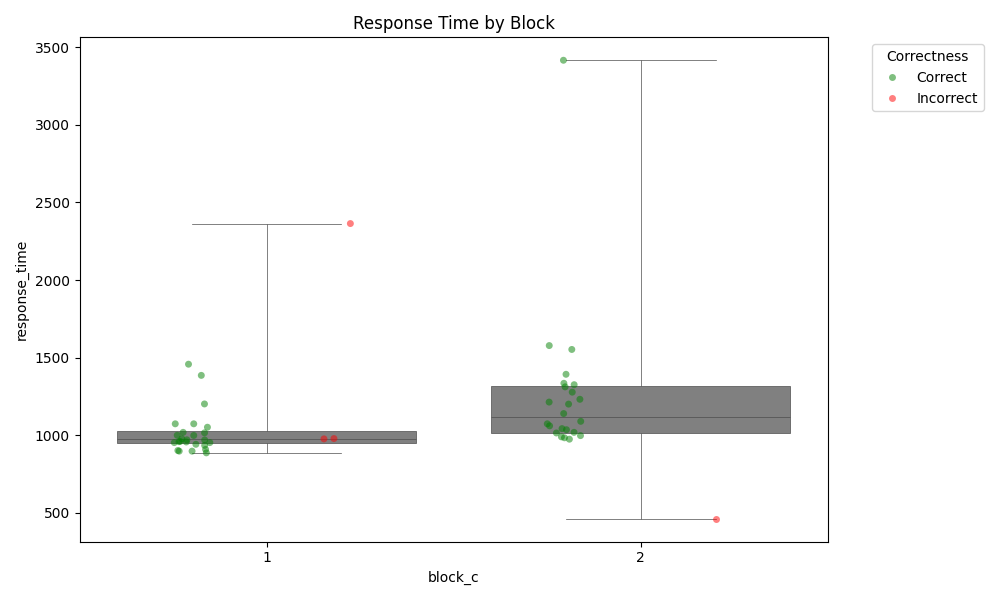 Response Time by Block
3500
3000
2500
2000
1500
1000
500
response_time
1
2
block_c
Correctness
Correct
Incorrect